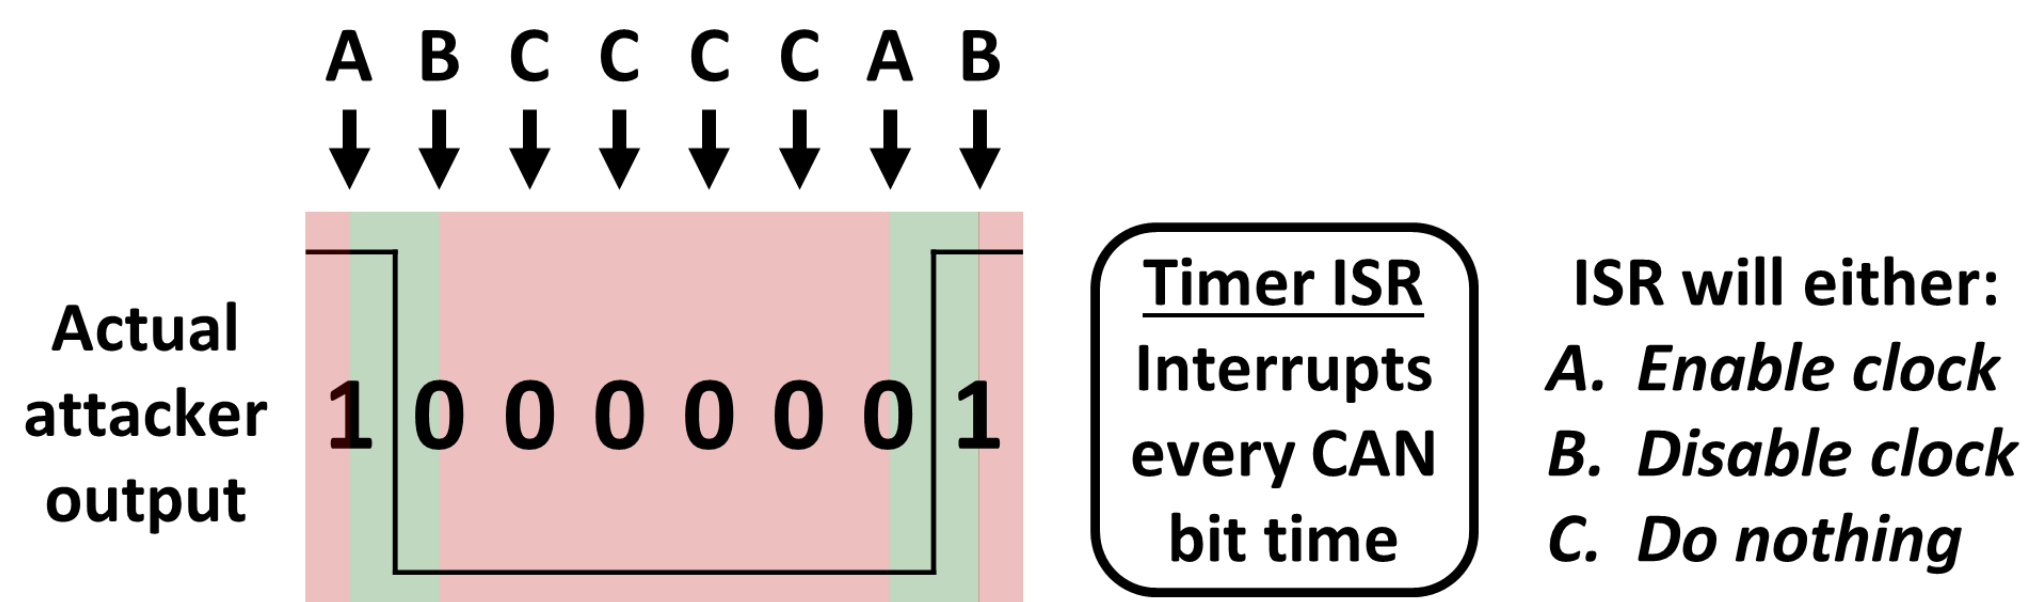 A B C C C C A B
Actual
attacker
output
1 0 0 0 0 0 0 1
Timer ISR
Interrupts
every CAN
bit time
ISR will either:
A. Enable clock
B. Disable clock
C. Do nothing